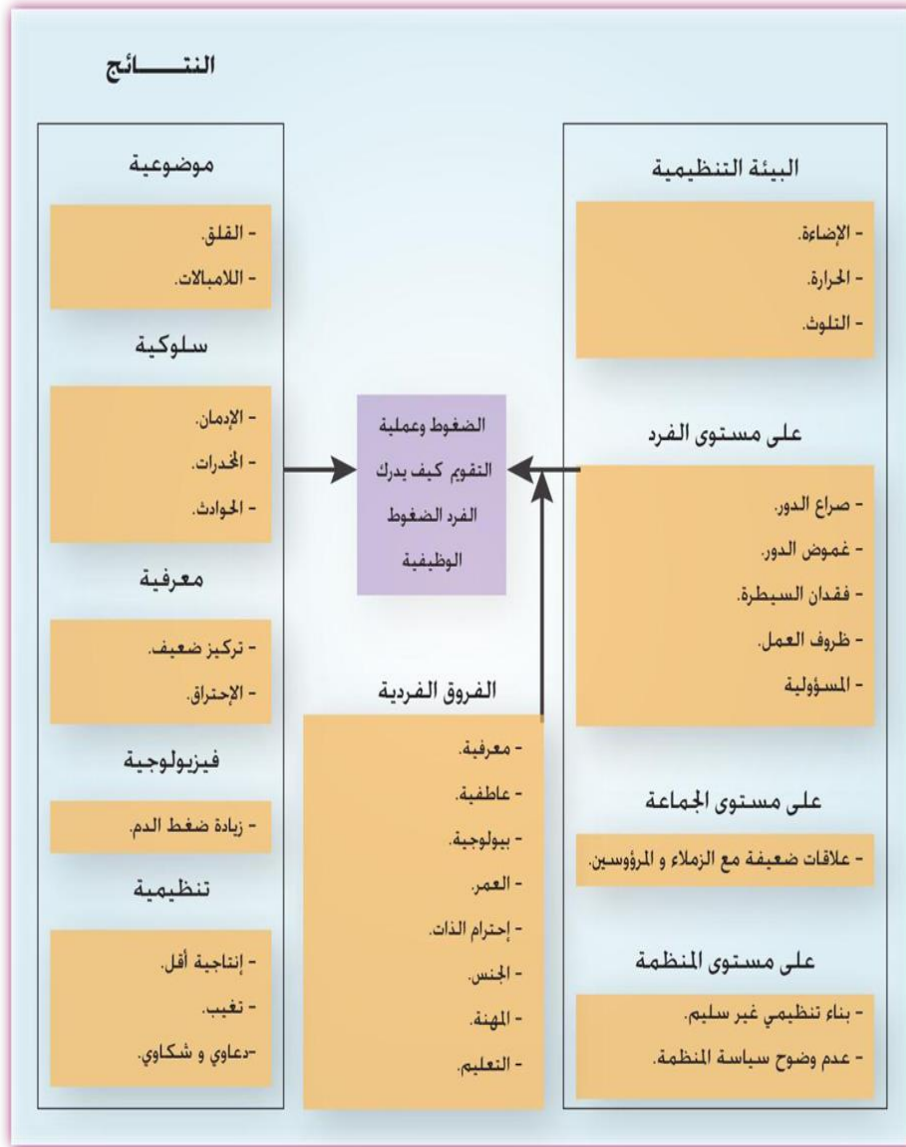 النتـــــائج
البيئة التنظيمية
- الإضاءة.
- الحرارة.
- التلوث.
على مستوى الفرد
- صراع الدور.
- غموض الدور.
- فقدان السيطرة.
- ظروف العمل.
- المسؤولية
على مستوى الجماعة
- علاقات ضعيفة مع الزملاء و المرؤوسين.
على مستوى المنظمة
- بناء تنظيمي غير سليم.
- عدم وضوح سياسة المنظمة.
الضغوط وعملية
التقويم كيف يدرك
الفرد الضغوط
الوظيفية
الفروق الفردية
- معرفية.
- عاطفية.
- بيولوجية.
- العمر.
- إحترام الذات.
- الجنس.
- المهنة.
- التعليم.
موضوعية
- القلق.
- اللامبالات.
سلوكية
- الإدمان.
- المخدرات.
- الحوادث.
معرفية
- تركيز ضعيف.
- الإحتراق.
فيزيولوجية
- زيادة ضغط الدم.
تنظيمية
- إنتاجية أقل.
- تغيب.
-دعاوي و شكاوي.